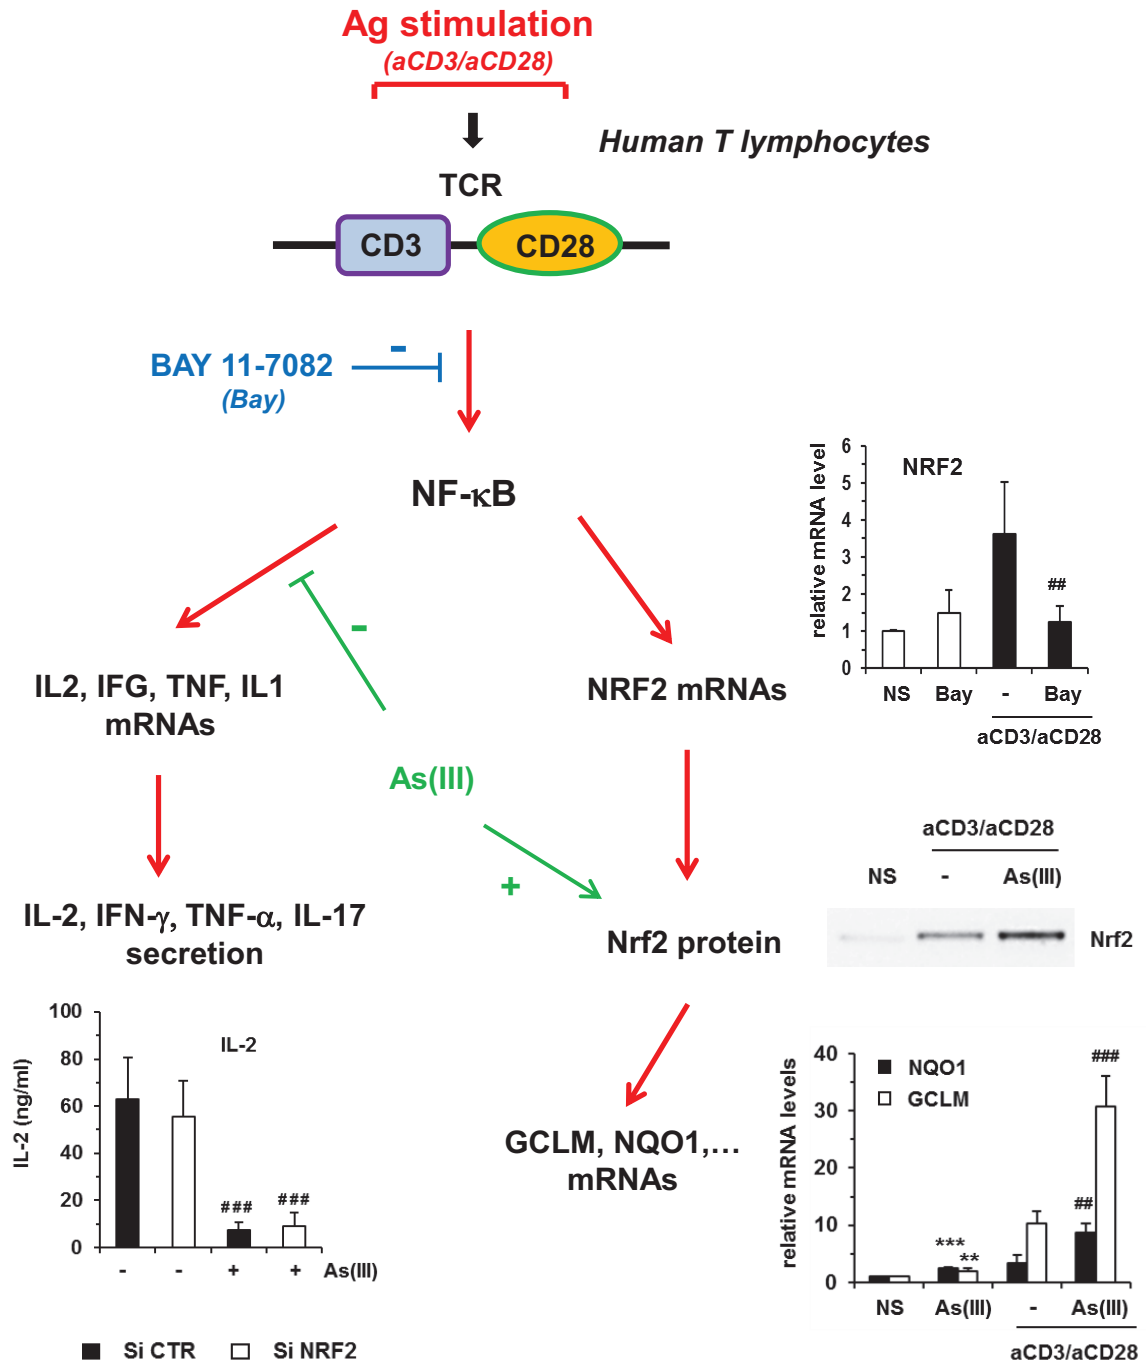 Ag stimulation
(aCD3/aCD28)
Human T lymphocytes
TCR
CD3
CD28
BAY 11-7082
(Bay)
-
NF-κB
-
IL2, IFG, TNF, IL1
mRNAs
NRF2 mRNAs
As(III)
+
IL-2, IFN-γ, TNF-α, IL-17
secretion
Nrf2 protein
GCLM, NQO1,...
mRNAs
relative mRNA level
6
5
4
3
2
1
0
NRF2
##
NS Bay - Bay
aCD3/aCD28
aCD3/aCD28
NS - As(III)
Nrf2
IL-2 (ng/ml)
100
80
60
40
20
0
IL-2
### ###
- - + + As(III)
Si CTR Si NRF2
relative mRNA levels
40
30
20
10
0
NQO1
GCLM
*** ** ## ###
NS As(III) - As(III)
aCD3/aCD28